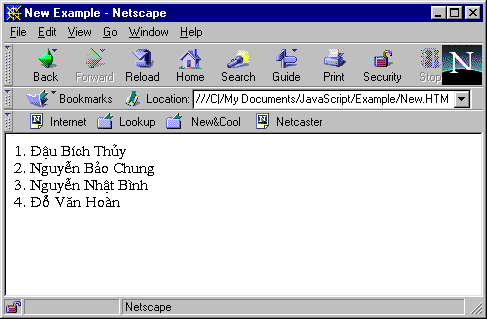 New Example - Netscape
File Edit View Go Window Help
Back Forward Reload Home Search Guide Print Security Stop N
Bookmarks Location: ///C|/My Documents/JavaScript/Example/New.HTM
Internet Lookup New&Cool Netcaster
1. Đậu Bích Thủy
2. Nguyễn Bảo Chung
3. Nguyễn Nhật Bình
4. Đỗ Văn Hoàn
Netscape